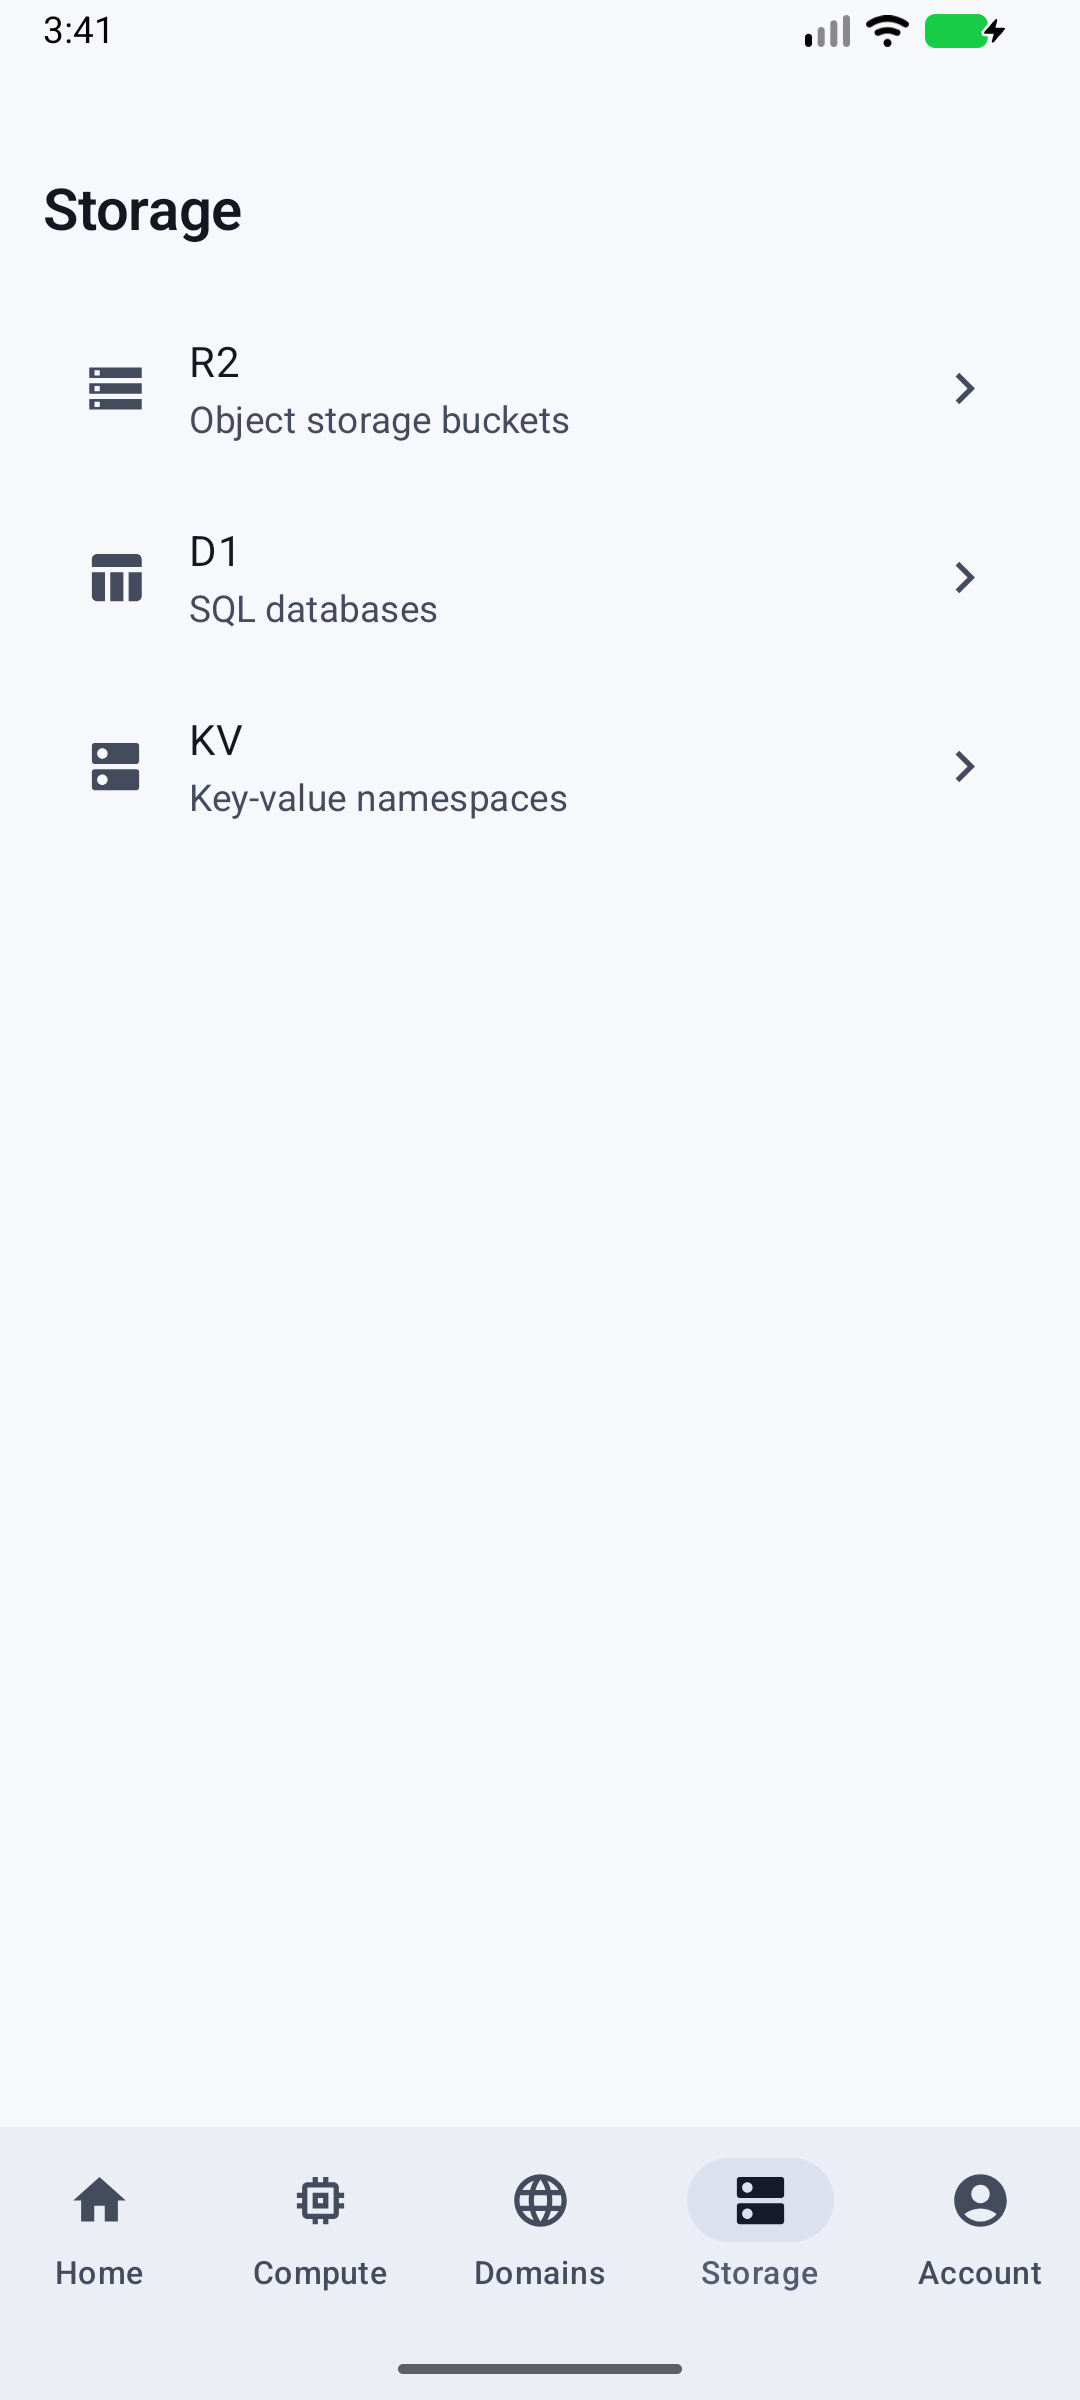 3:41
Storage
R2
Object storage buckets
D1
SQL databases
KV
Key-value namespaces
Home
Compute
Domains
Storage
Account